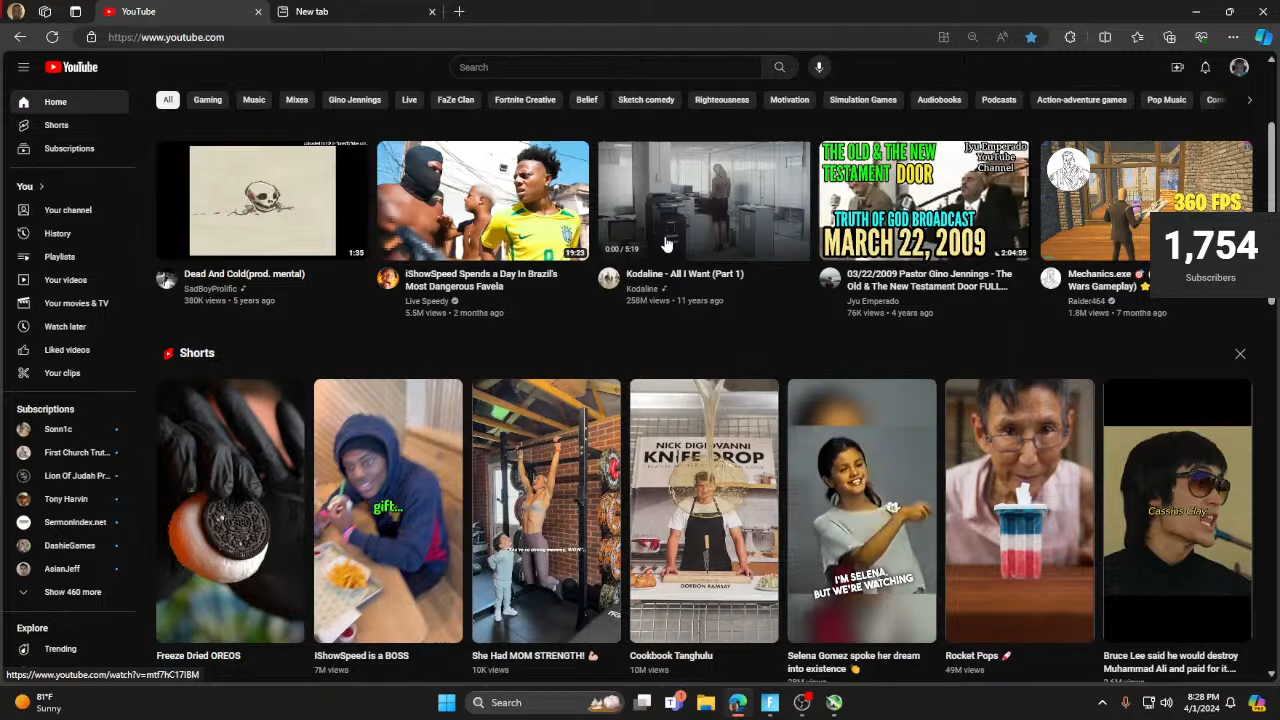 YouTube
New tab
https://www.youtube.com
YouTube
Search
Home
Shorts
Subscriptions
You
Your channel
History
Playlists
Your videos
Your movies & TV
Watch later
Liked videos
Your clips
Subscriptions
Sonn1c
First Church Trut...
Lion Of Judah Pr...
Tony Harvin
SermonIndex.net
DashieGames
AslanJeff
Show 460 more
Explore
Trending
All
Gaming
Music
Mixes
Gino Jennings
Live
FaZe Clan
Fortnite Creative
Belief
Sketch comedy
Righteousness
Motivation
Simulation Games
Audiobooks
Podcasts
Action-adventure games
Pop Music
Com
1:35
Dead And Cold(prod. mental)
SadBoyProlific
380K views • 5 years ago
19:23
iShowSpeed Spends a Day In Brazil's
Most Dangerous Favela
Live Speedy
5.5M views • 2 months ago
0:00 / 5:19
Kodaline - All I Want (Part 1)
Kodaline
258M views • 11 years ago
THE OLD & THE NEW
TESTAMENT DOOR
Jyu Emperado
YouTube
Channel
TRUTH OF GOD BROADCAST
MARCH 22, 2009
2:04:59
03/22/2009 Pastor Gino Jennings - The
Old & The New Testament Door FULL...
Jyu Emperado
76K views • 4 years ago
360 FPS
Mechanics.exe
Wars Gameplay)
Raider464
1.8M views • 7 months ago
1,754
Subscribers
Shorts
gift...
NICK DIGIOVANNI
KNIFE DROP
GORDON RAMSAY
I'M SELENA,
BUT WE'RE WATCHING
Cassius Clay
Freeze Dried OREOS
IShowSpeed is a BOSS
7M views
She Had MOM STRENGTH! 💪🏼
10K views
Cookbook Tanghulu
10M views
Selena Gomez spoke her dream
into existence 👏
Rocket Pops 🚀
49M views
Bruce Lee said he would destroy
Muhammad Ali and paid for it...
https://www.youtube.com/watch?v=mtf7hC17IBM
81°F
Sunny
Search
8:28 PM
4/1/2024